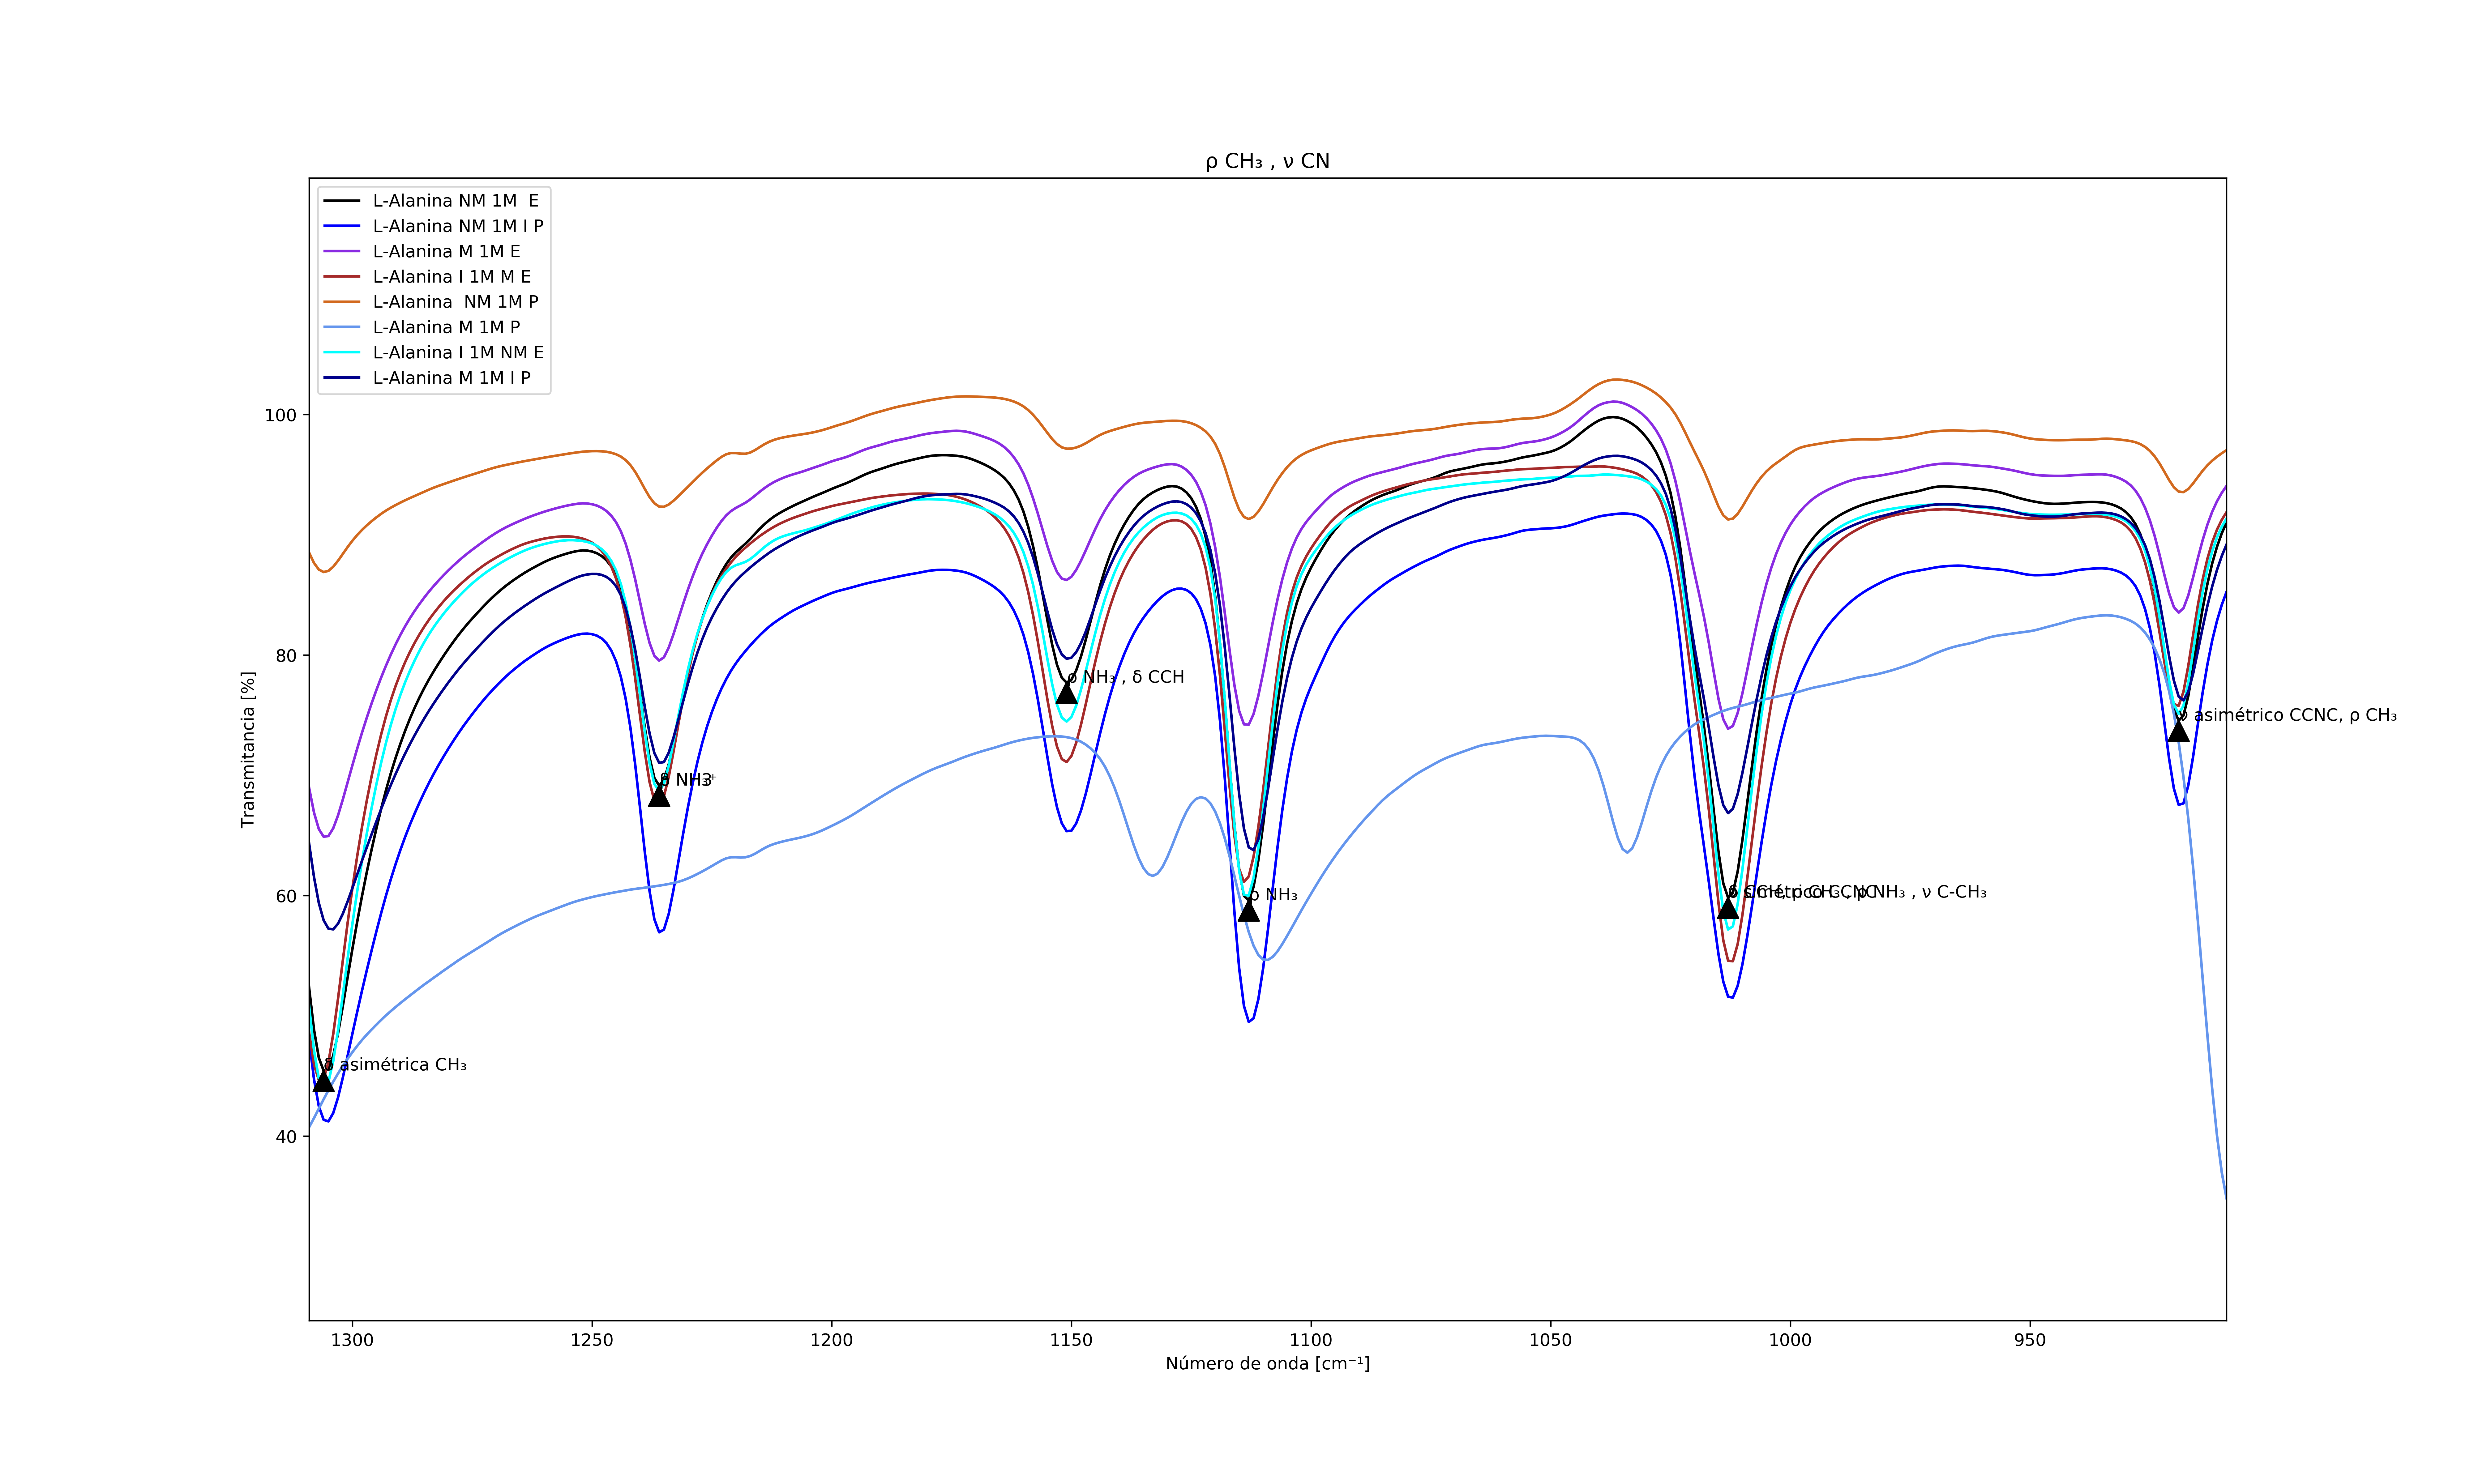 ρ CH₃ , ν CN
L-Alanina NM 1M  E
L-Alanina NM 1M I P
L-Alanina M 1M E
L-Alanina I 1M M E
L-Alanina  NM 1M P
L-Alanina M 1M P
L-Alanina I 1M NM E
L-Alanina M 1M I P
100
80
60
40
Transmitancia [%]
ρ NH₃ , δ CCH
ν asimétrico CCNC, ρ CH₃
ρ NH₃
NH₃ , ν C-CH₃
δ asimétrica CH₃
1300
1250
1200
1150
1100
1050
1000
950
Número de onda [cm⁻¹]